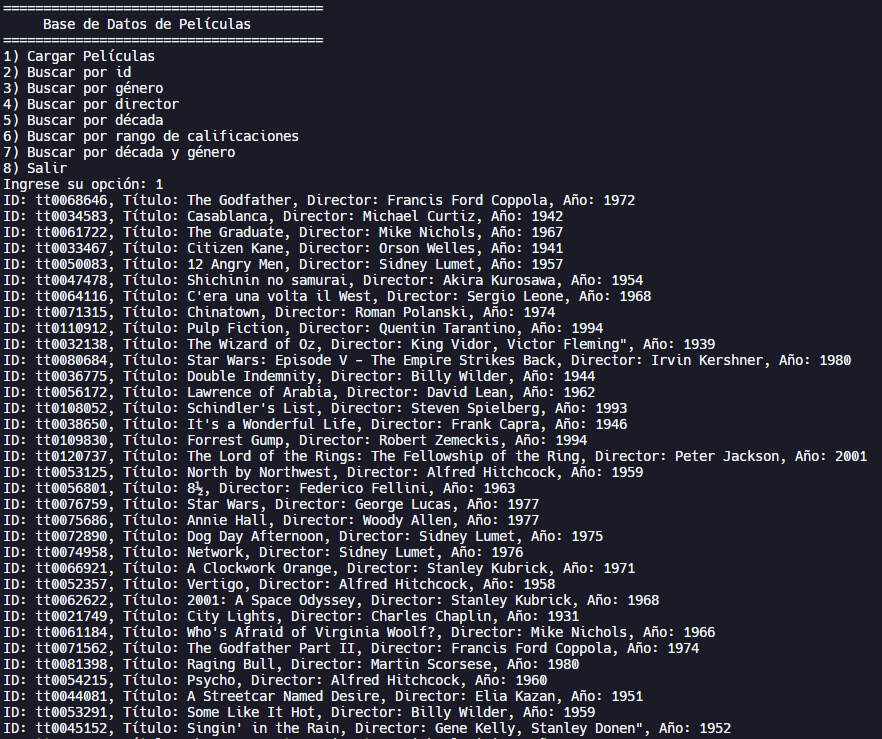 ========================================
     Base de Datos de Películas
========================================
1) Cargar Películas
2) Buscar por id
3) Buscar por género
4) Buscar por director
5) Buscar por década
6) Buscar por rango de calificaciones
7) Buscar por década y género
8) Salir
Ingrese su opción: 1
ID: tt0068646, Título: The Godfather, Director: Francis Ford Coppola, Año: 1972
ID: tt0034583, Título: Casablanca, Director: Michael Curtiz, Año: 1942
ID: tt0061722, Título: The Graduate, Director: Mike Nichols, Año: 1967
ID: tt0033467, Título: Citizen Kane, Director: Orson Welles, Año: 1941
ID: tt0050083, Título: 12 Angry Men, Director: Sidney Lumet, Año: 1957
ID: tt0047478, Título: Shichinin no samurai, Director: Akira Kurosawa, Año: 1954
ID: tt0064116, Título: C'era una volta il West, Director: Sergio Leone, Año: 1968
ID: tt0071315, Título: Chinatown, Director: Roman Polanski, Año: 1974
ID: tt0110912, Título: Pulp Fiction, Director: Quentin Tarantino, Año: 1994
ID: tt0032138, Título: The Wizard of Oz, Director: King Vidor, Victor Fleming", Año: 1939
ID: tt0080684, Título: Star Wars: Episode V - The Empire Strikes Back, Director: Irvin Kershner, Año: 1980
ID: tt0036775, Título: Double Indemnity, Director: Billy Wilder, Año: 1944
ID: tt0056172, Título: Lawrence of Arabia, Director: David Lean, Año: 1962
ID: tt0108052, Título: Schindler's List, Director: Steven Spielberg, Año: 1993
ID: tt0038650, Título: It's a Wonderful Life, Director: Frank Capra, Año: 1946
ID: tt0109830, Título: Forrest Gump, Director: Robert Zemeckis, Año: 1994
ID: tt0120737, Título: The Lord of the Rings: The Fellowship of the Ring, Director: Peter Jackson, Año: 2001
ID: tt0053125, Título: North by Northwest, Director: Alfred Hitchcock, Año: 1959
ID: tt0056801, Título: 8½, Director: Federico Fellini, Año: 1963
ID: tt0076759, Título: Star Wars, Director: George Lucas, Año: 1977
ID: tt0075686, Título: Annie Hall, Director: Woody Allen, Año: 1977
ID: tt0072890, Título: Dog Day Afternoon, Director: Sidney Lumet, Año: 1975
ID: tt0074958, Título: Network, Director: Sidney Lumet, Año: 1976
ID: tt0066921, Título: A Clockwork Orange, Director: Stanley Kubrick, Año: 1971
ID: tt0052357, Título: Vertigo, Director: Alfred Hitchcock, Año: 1958
ID: tt0062622, Título: 2001: A Space Odyssey, Director: Stanley Kubrick, Año: 1968
ID: tt0021749, Título: City Lights, Director: Charles Chaplin, Año: 1931
ID: tt0061184, Título: Who's Afraid of Virginia Woolf?, Director: Mike Nichols, Año: 1966
ID: tt0071562, Título: The Godfather Part II, Director: Francis Ford Coppola, Año: 1974
ID: tt0081398, Título: Raging Bull, Director: Martin Scorsese, Año: 1980
ID: tt0054215, Título: Psycho, Director: Alfred Hitchcock, Año: 1960
ID: tt0044081, Título: A Streetcar Named Desire, Director: Elia Kazan, Año: 1951
ID: tt0053291, Título: Some Like It Hot, Director: Billy Wilder, Año: 1959
ID: tt0045152, Título: Singin' in the Rain, Director: Gene Kelly, Stanley Donen", Año: 1952